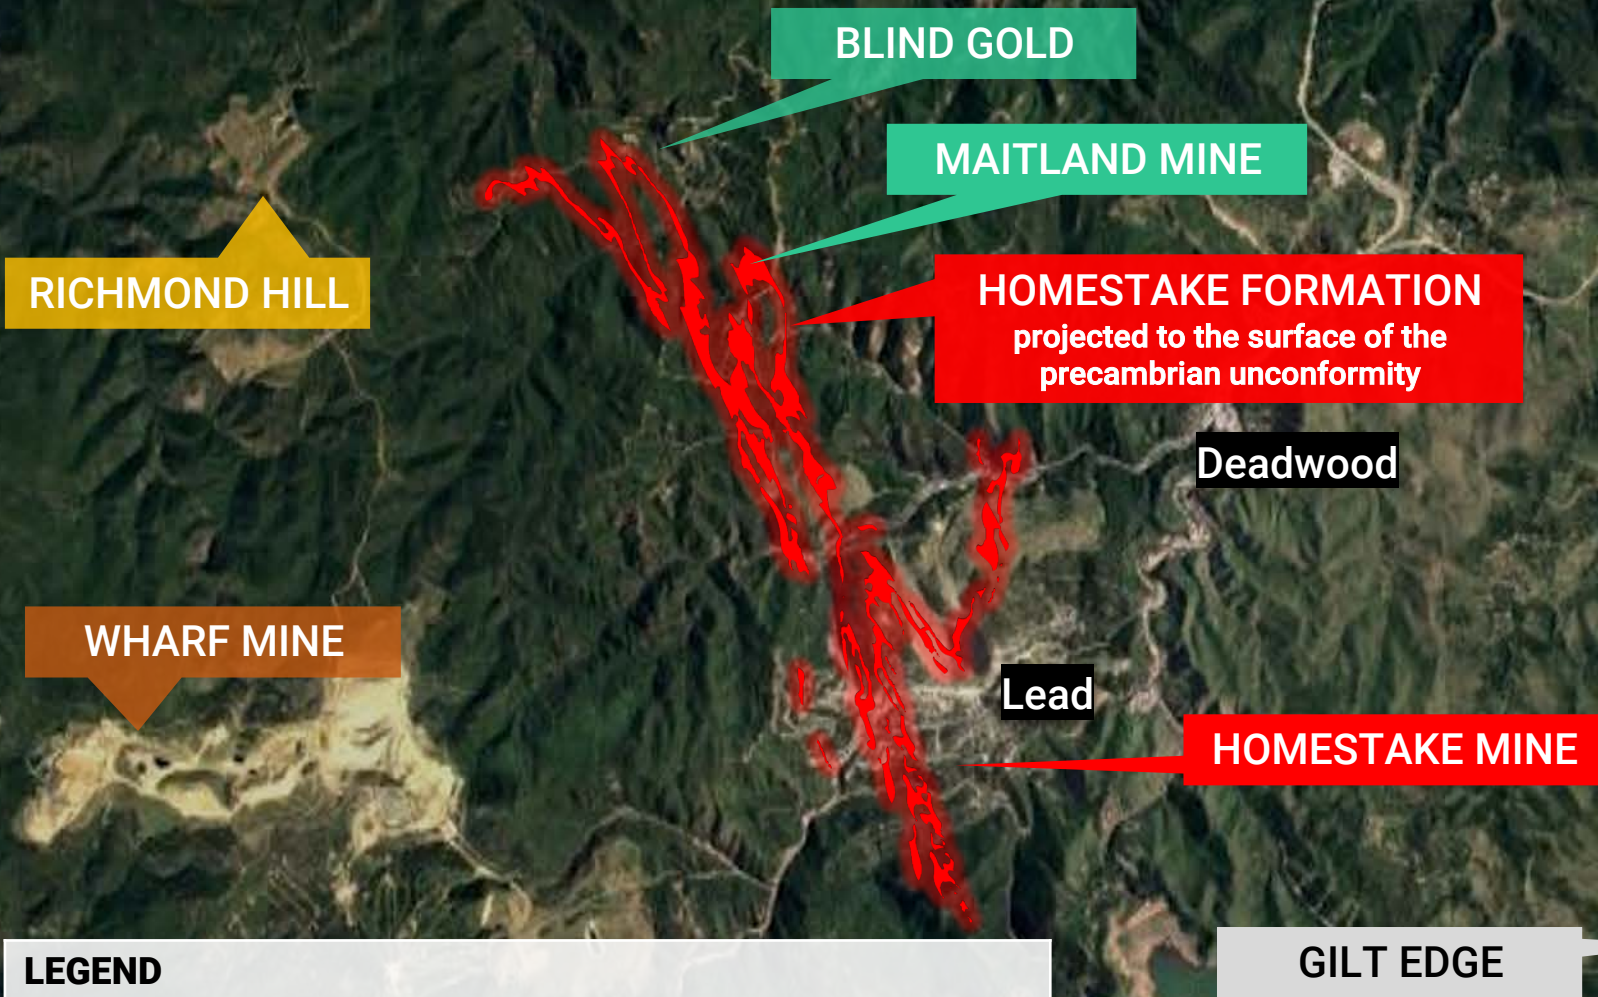 BLIND GOLD
MAITLAND MINE
HOMESTAKE FORMATION
projected to the surface of the
precambrian unconformity
RICHMOND HILL
Deadwood
WHARF MINE
Lead
HOMESTAKE MINE
GILT EDGE
LEGEND